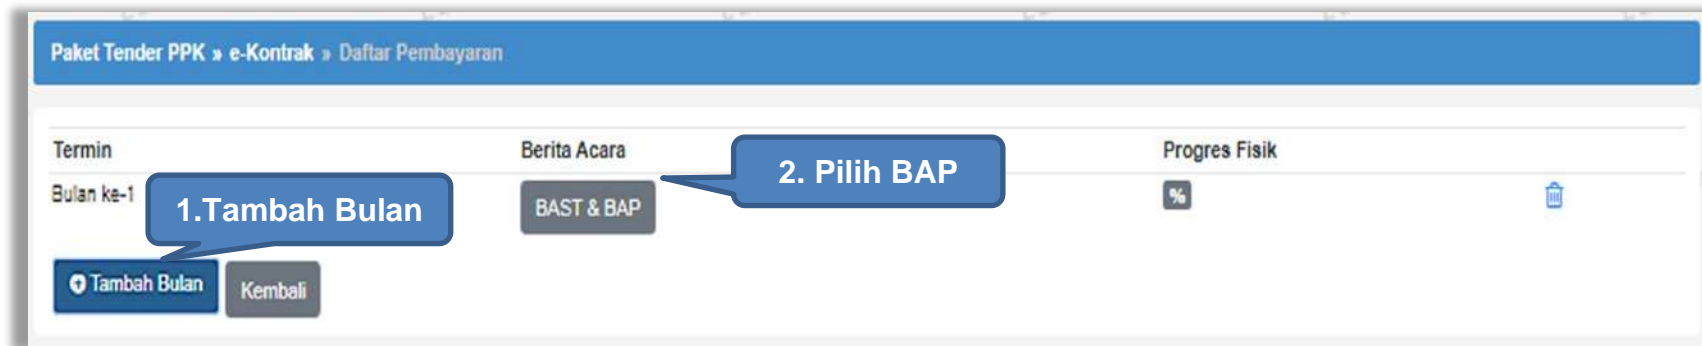 Paket Tender PPK » e-Kontrak » Daftar Pembayaran
Termin Berita Acara Progres Fisik
2. Pilih BAP
Bulan ke-1 BAST & BAP %
1.Tambah Bulan
Tambah Bulan Kembali